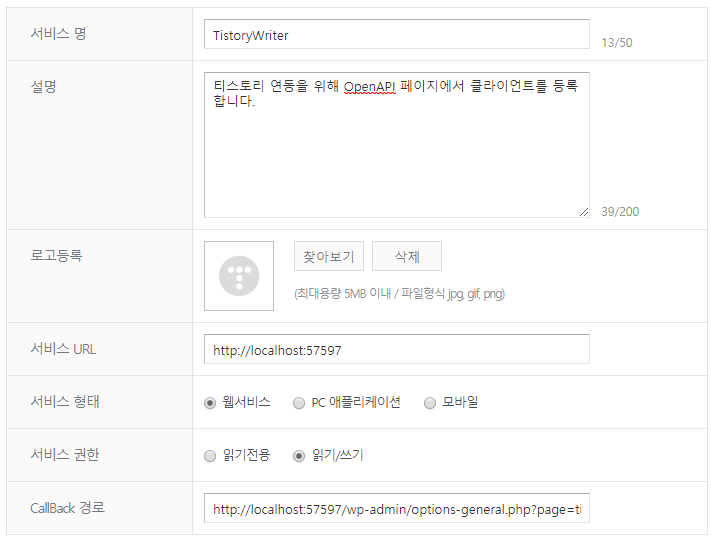 서비스 명
TistoryWriter
13/50
설명
티스토리 연동을 위해 OpenAPI 페이지에서 클라이언트를 등록
합니다.
39/200
로고등록
찾아보기 삭제
(최대용량 5MB 이내 / 파일형식 jpg, gif, png)
서비스 URL
http://localhost:57597
서비스 형태
웹서비스 PC 애플리케이션 모바일
서비스 권한
읽기전용 읽기/쓰기
CallBack 경로
http://localhost:57597/wp-admin/options-general.php?page=ti